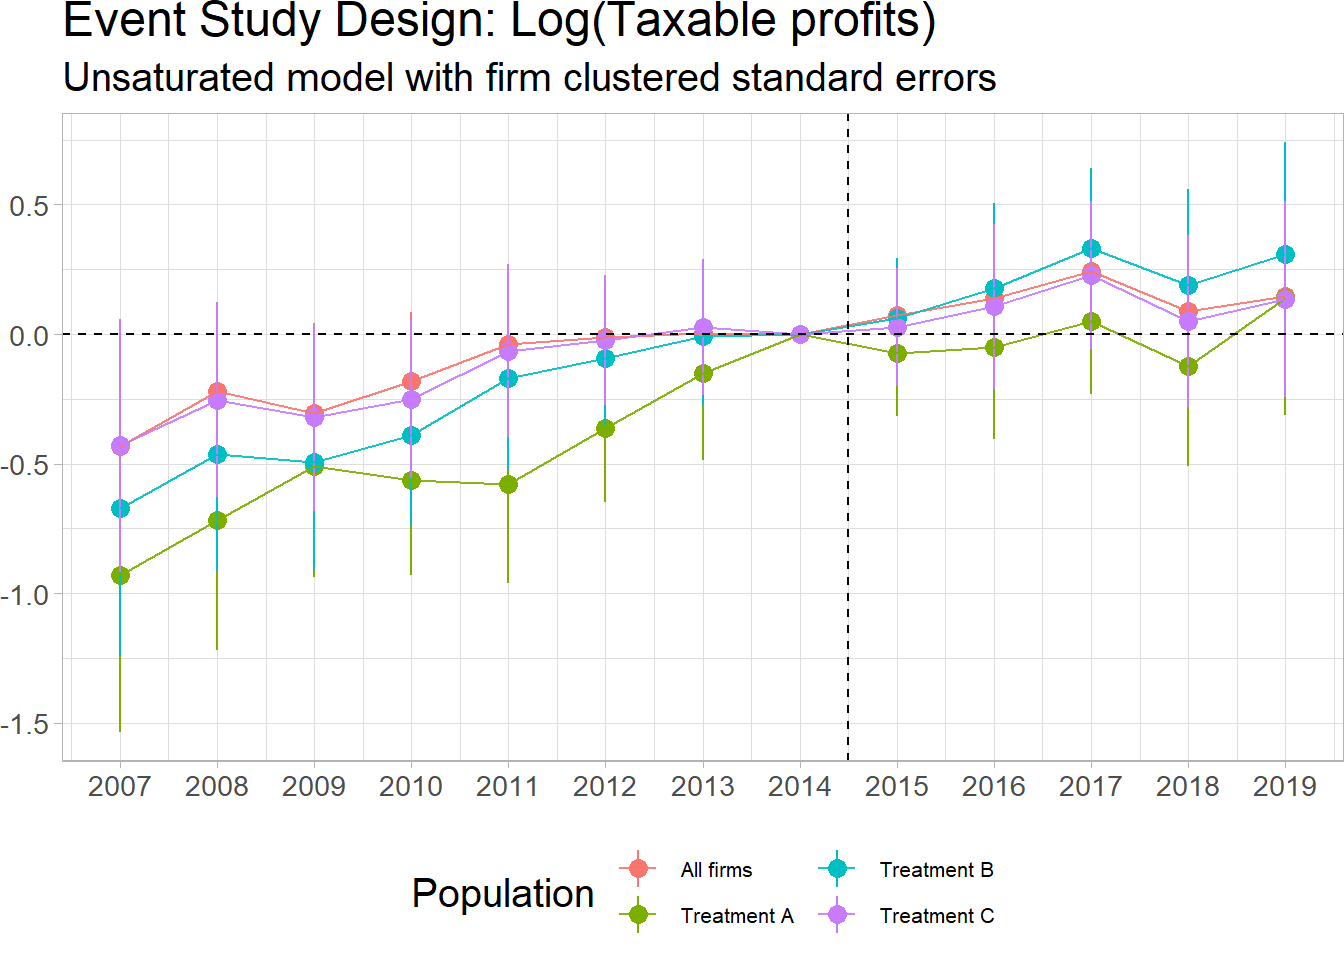 Event Study Design: Log(Taxable profits)
Unsaturated model with firm clustered standard errors
0.5
0.0
-0.5
-1.0
-1.5
2007 2008 2009 2010 2011 2012 2013 2014 2015 2016 2017 2018 2019
Population
All firms
Treatment A
Treatment B
Treatment C